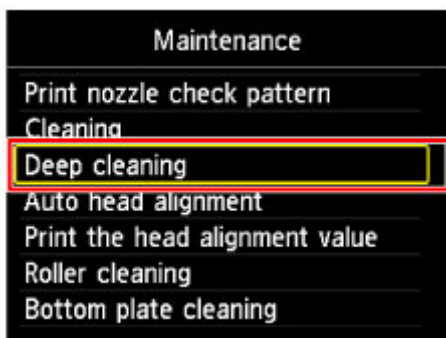 Maintenance
Print nozzle check pattern
Cleaning
Deep cleaning
Auto head alignment
Print the head alignment value
Roller cleaning
Bottom plate cleaning